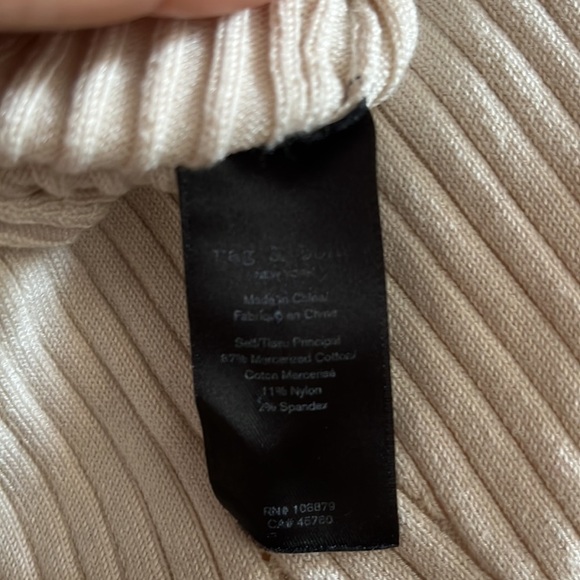 rag & bone
NEW YORK
Made in China/
Fabriqué en Chine
Self/Tissu Principal
87% Mercerized Cotton/
Coton Mercerisé
11% Nylon
2% Spandex
RN# 108879
CA# 46760